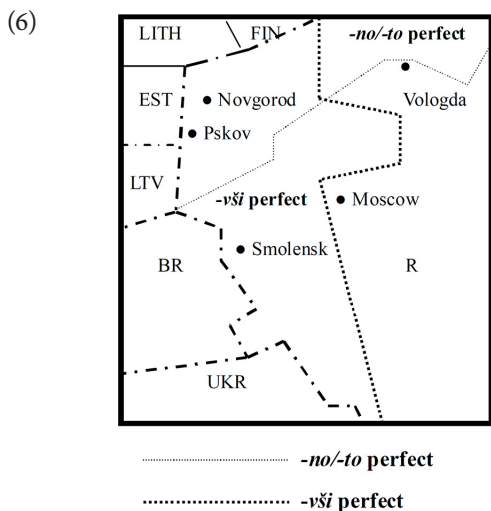 (6)
LITH FIN -no/-to perfect
EST Novgorod Vologda
Pskov
LTV
-vši perfect Moscow
Smolensk
BR R
UKR
-no/-to perfect
-vši perfect